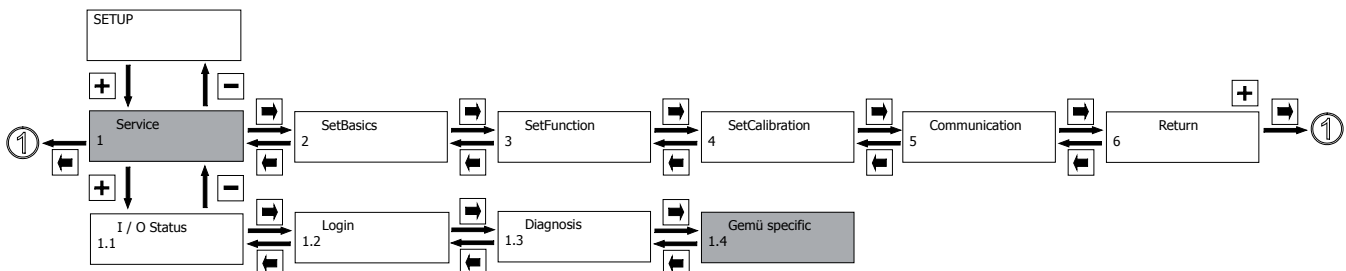 SETUP
+
−
Service
1
SetBasics
2
SetFunction
3
SetCalibration
4
Communication
5
Return
6
+
1
1
+
−
I / O Status
1.1
Login
1.2
Diagnosis
1.3
Gemü specific
1.4